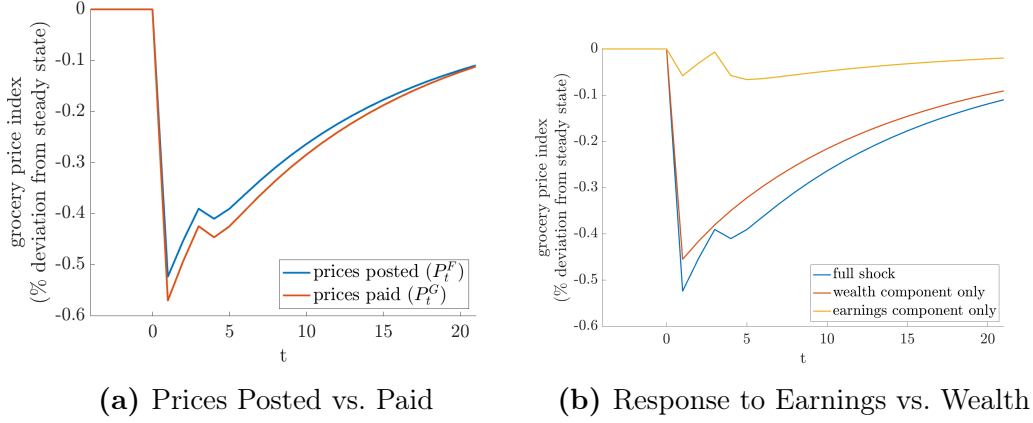 0
-0.1
-0.2
-0.3
-0.4
-0.5
-0.6
0
5
10
15
20
t
grocery price index
(% deviation from steady state)
prices posted (P_t^F)
prices paid (P_t^G)
(a) Prices Posted vs. Paid
0
-0.1
-0.2
-0.3
-0.4
-0.5
-0.6
0
5
10
15
20
t
grocery price index
(% deviation from steady state)
full shock
wealth component only
earnings component only
(b) Response to Earnings vs. Wealth